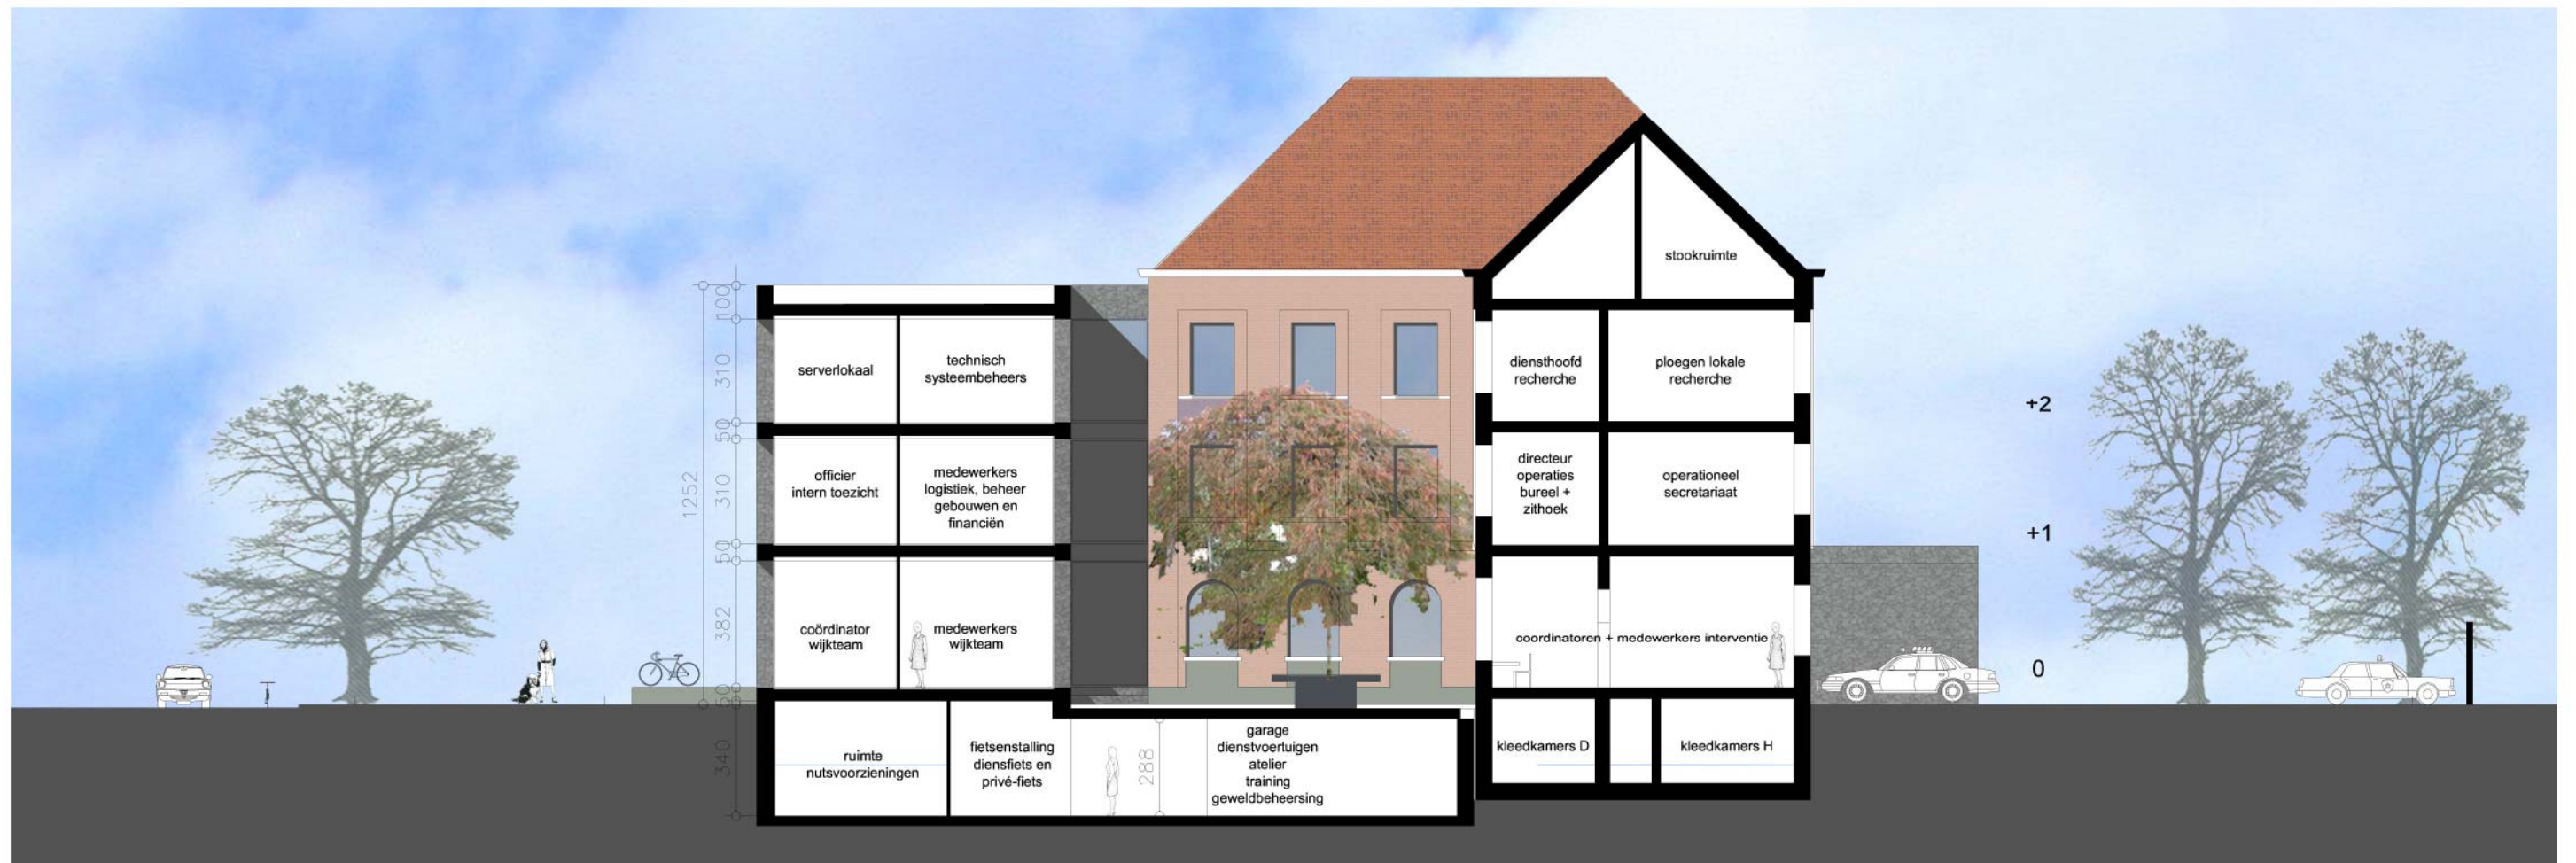 stookruimte
100
310
50
310
50
382
50
340
1252
288
serverlokaal
technisch
systeembeheers
diensthoofd
recherche
ploegen lokale
recherche
+2
officier
intern toezicht
medewerkers
logistiek, beheer
gebouwen en
financiën
directeur
operaties
bureel +
zithoek
operationeel
secretariaat
+1
coördinator
wijkteam
medewerkers
wijkteam
coordinatoren + medewerkers interventie
0
ruimte
nutsvoorzieningen
fietsenstalling
diensfiets en
privé-fiets
garage
dienstvoertuigen
atelier
training
geweldbeheersing
kleedkamers D
kleedkamers H